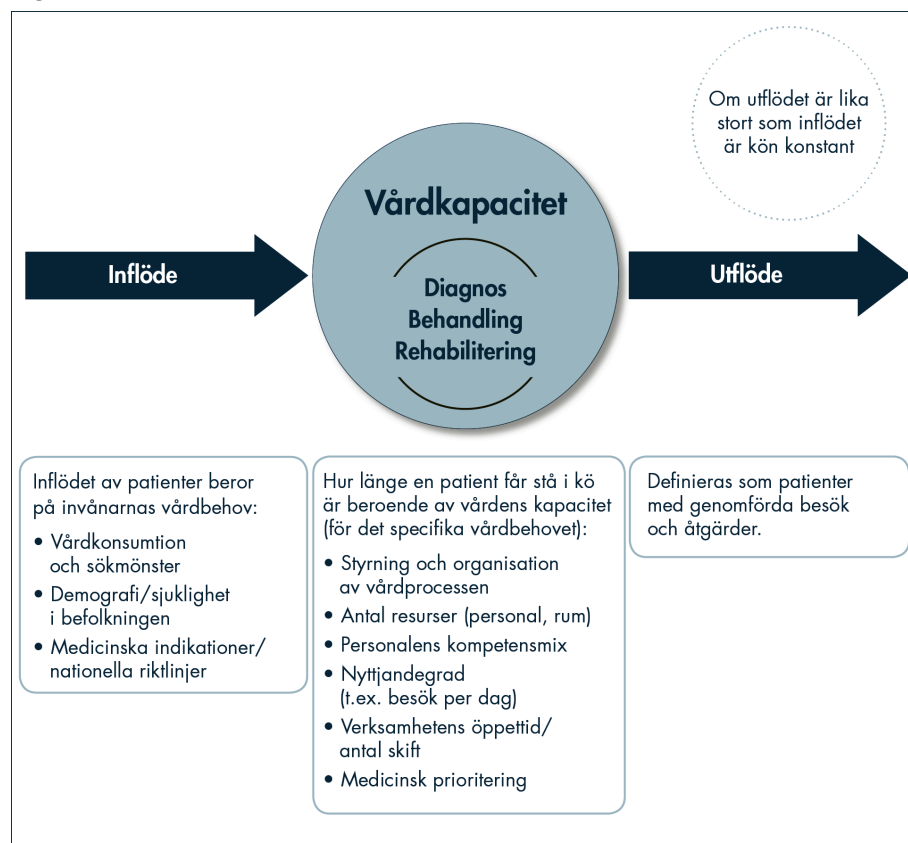 Om utflödet är lika
stort som inflödet
är kön konstant
Vårdkapacitet
Inflöde
Diagnos
Behandling
Rehabilitering
Utflöde
Inflödet av patienter beror
på invånarnas vårdbehov:
• Vårdkonsumtion
och sökmönster
• Demografi/sjuklighet
i befolkningen
• Medicinska indikationer/
nationella riktlinjer
Hur länge en patient får stå i kö
är beroende av vårdens kapacitet
(för det specifika vårdbehovet):
• Styrning och organisation
av vårdprocessen
• Antal resurser (personal, rum)
• Personalens kompetensmix
• Nyttjandegrad
(t.ex. besök per dag)
• Verksamhetens öppettid/
antal skift
• Medicinsk prioritering
Definieras som patienter
med genomförda besök
och åtgärder.